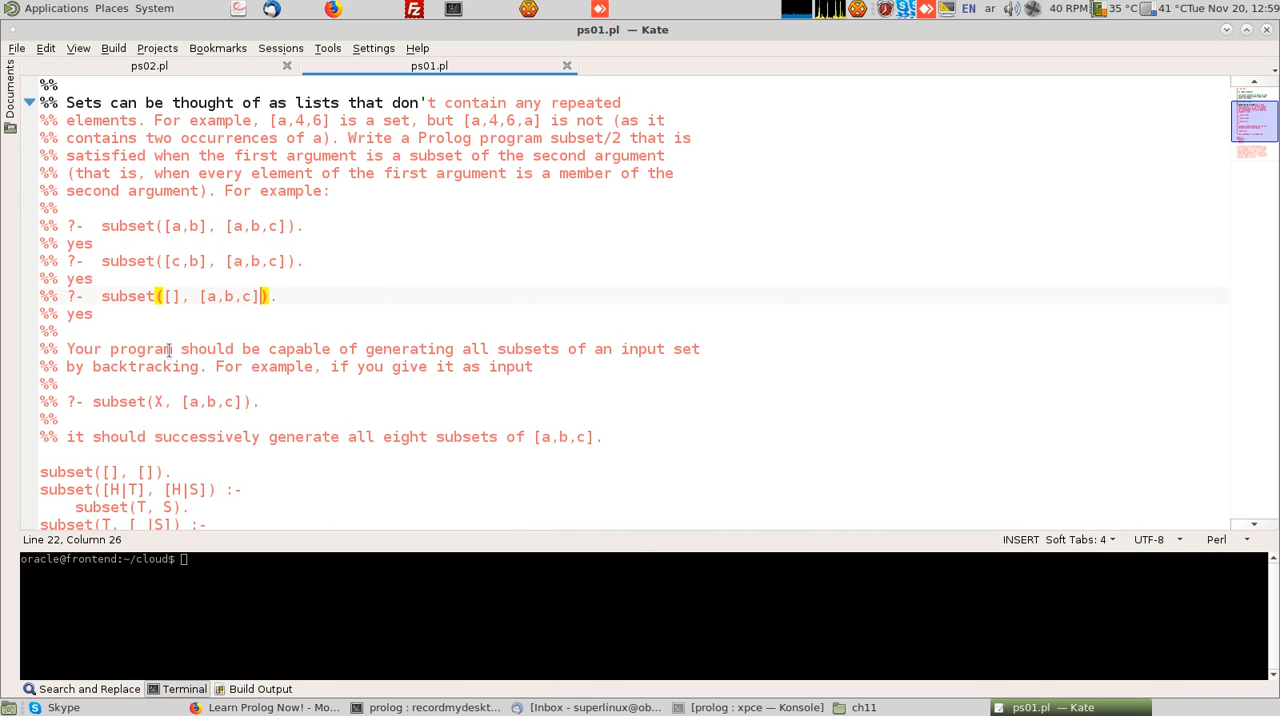 Applications Places System
EN ar 40 RPM 35 °C 41 °C Tue Nov 20, 12:59
ps01.pl — Kate
File Edit View Build Projects Bookmarks Sessions Tools Settings Help
Documents
ps02.pl ps01.pl
%%
%% Sets can be thought of as lists that don't contain any repeated
%% elements. For example, [a,4,6] is a set, but [a,4,6,a] is not (as it
%% contains two occurrences of a). Write a Prolog program subset/2 that is
%% satisfied when the first argument is a subset of the second argument
%% (that is, when every element of the first argument is a member of the
%% second argument). For example:
%%
%% ?-  subset([a,b], [a,b,c]).
%% yes
%% ?-  subset([c,b], [a,b,c]).
%% yes
%% ?-  subset([], [a,b,c]).
%% yes
%%
%% Your program should be capable of generating all subsets of an input set
%% by backtracking. For example, if you give it as input
%%
%% ?- subset(X, [a,b,c]).
%%
%% it should successively generate all eight subsets of [a,b,c].
subset([], []).
subset([H|T], [H|S]) :-
subset(T, S).
subset(T, [_|S]) :-
Line 22, Column 26 INSERT Soft Tabs: 4 UTF-8 Perl
oracle@frontend:~/cloud$
Search and Replace Terminal Build Output
Skype Learn Prolog Now! - Mo... prolog : recordmydeskt... [Inbox - superlinux@ob... [prolog : .xpce — Konsole] ch11 ps01.pl — Kate